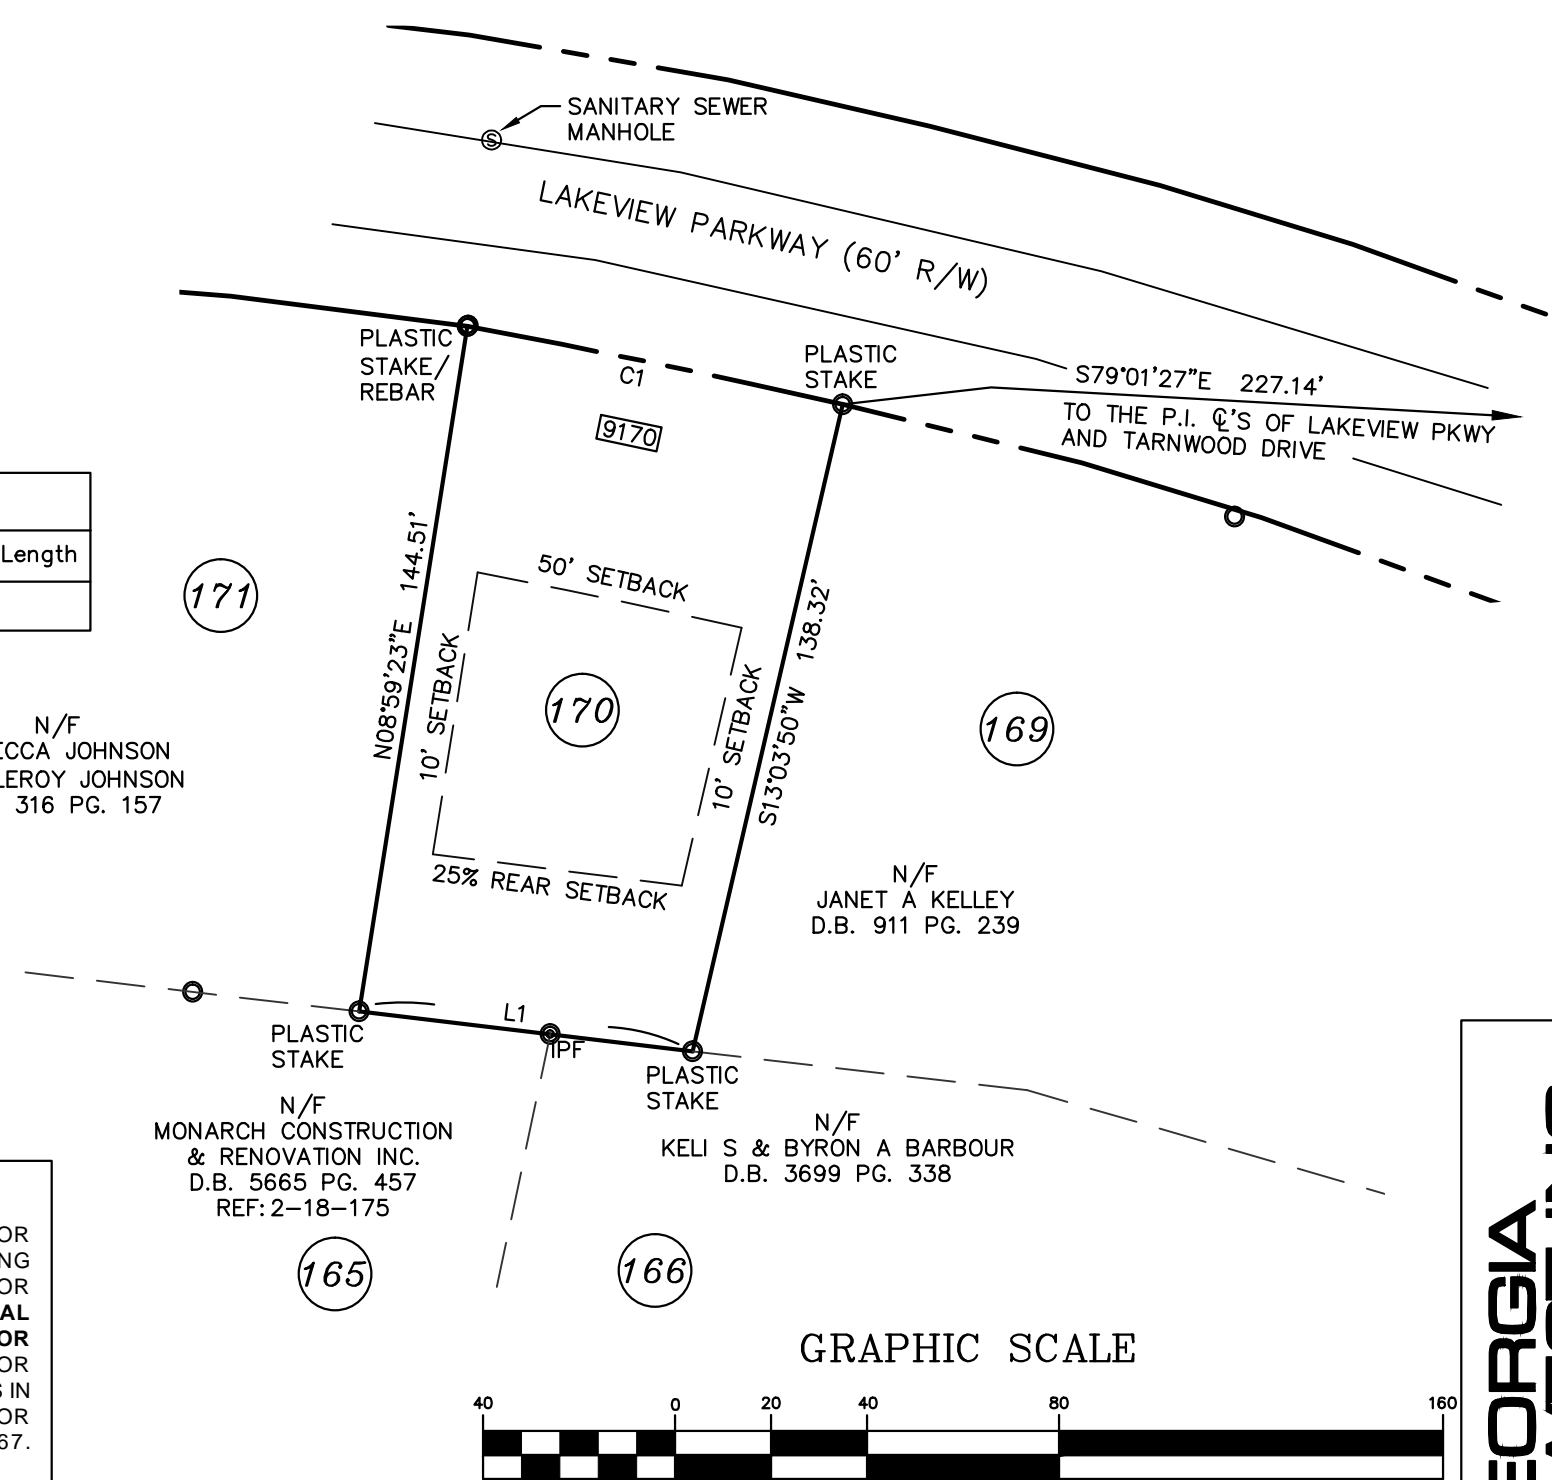 SANITARY SEWER
MANHOLE
S
LAKEVIEW PARKWAY (60' R/W)
PLASTIC
STAKE/
REBAR
C1
9170
PLASTIC
STAKE
S79°01'27"E 227.14'
TO THE P.I. ℄'S OF LAKEVIEW PKWY
AND TARNWOOD DRIVE
Length
171
N08°59'23"E 144.51'
50' SETBACK
10' SETBACK
170
10' SETBACK
S13°03'50"W 138.32'
25% REAR SETBACK
169
N/F
ECCA JOHNSON
LEROY JOHNSON
316 PG. 157
N/F
JANET A KELLEY
D.B. 911 PG. 239
L1
IPF
PLASTIC
STAKE
PLASTIC
STAKE
N/F
MONARCH CONSTRUCTION
& RENOVATION INC.
D.B. 5665 PG. 457
REF: 2-18-175
N/F
KELI S & BYRON A BARBOUR
D.B. 3699 PG. 338
165
166
OR
NG
OR
AL
OR
OR
S IN
OR
67.
GRAPHIC SCALE
40 0 20 40 80 160
EORGIA